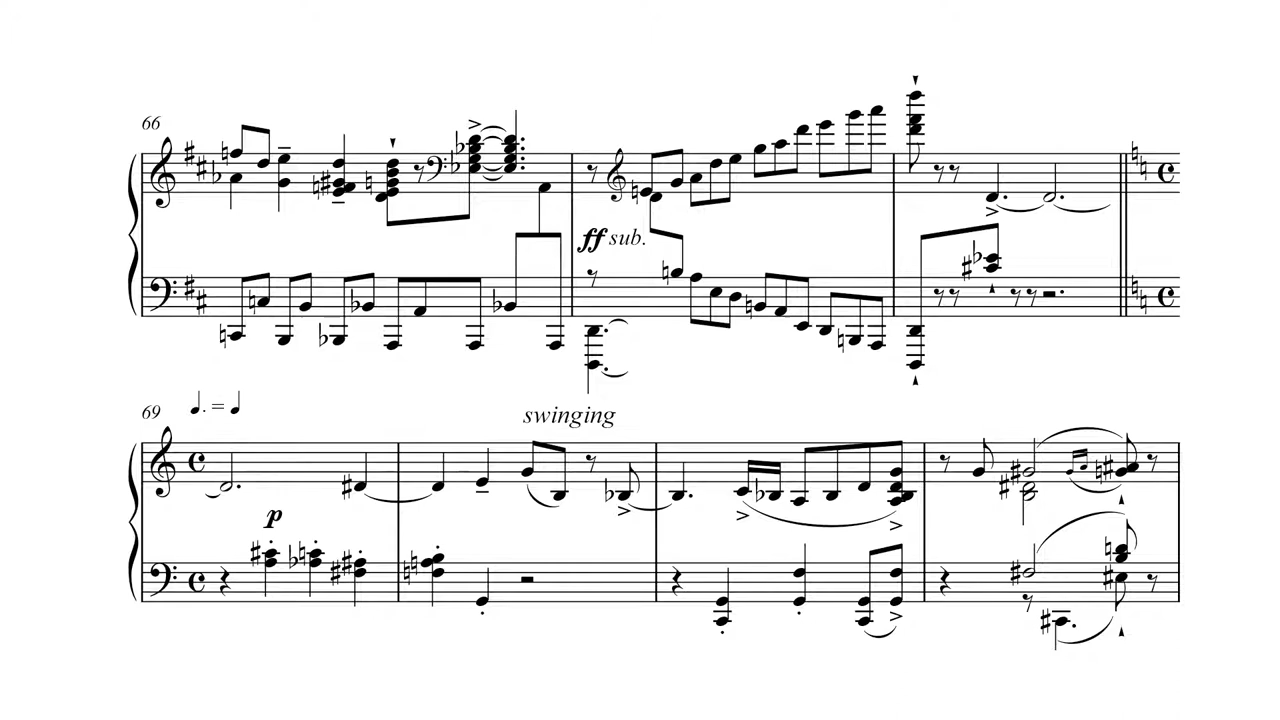 66
ff sub.
69
♩. = ♩
swinging
p